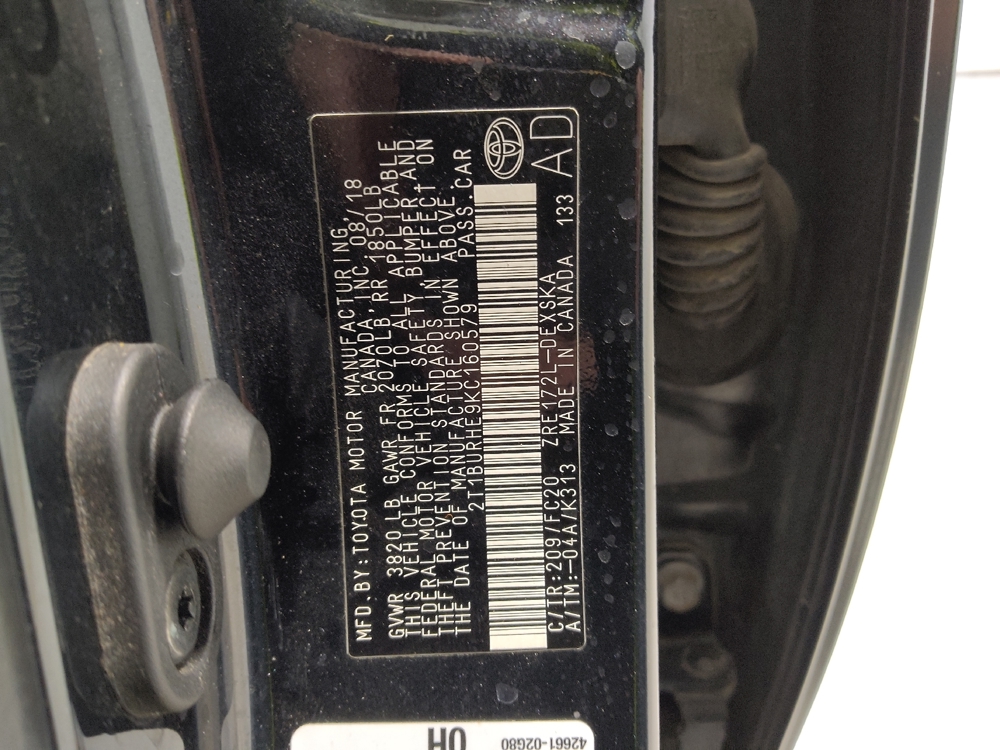 MFD. BY: TOYOTA MOTOR MANUFACTURING,
CANADA, INC. 08/18
GVWR 3820 LB GAWR FR 2070LB, RR 1850LB
THIS VEHICLE CONFORMS TO ALL APPLICABLE
FEDERAL MOTOR VEHICLE SAFETY, BUMPER, AND
THEFT PREVENTION STANDARDS IN EFFECT ON
THE DATE OF MANUFACTURE SHOWN ABOVE.
2T1BURHE9KC160579 PASS. CAR
C/TR: 209/FC20 ZRE172L-DEXSKA
A/TM: -04A/K313 MADE IN CANADA 133
AD
42661-02G80